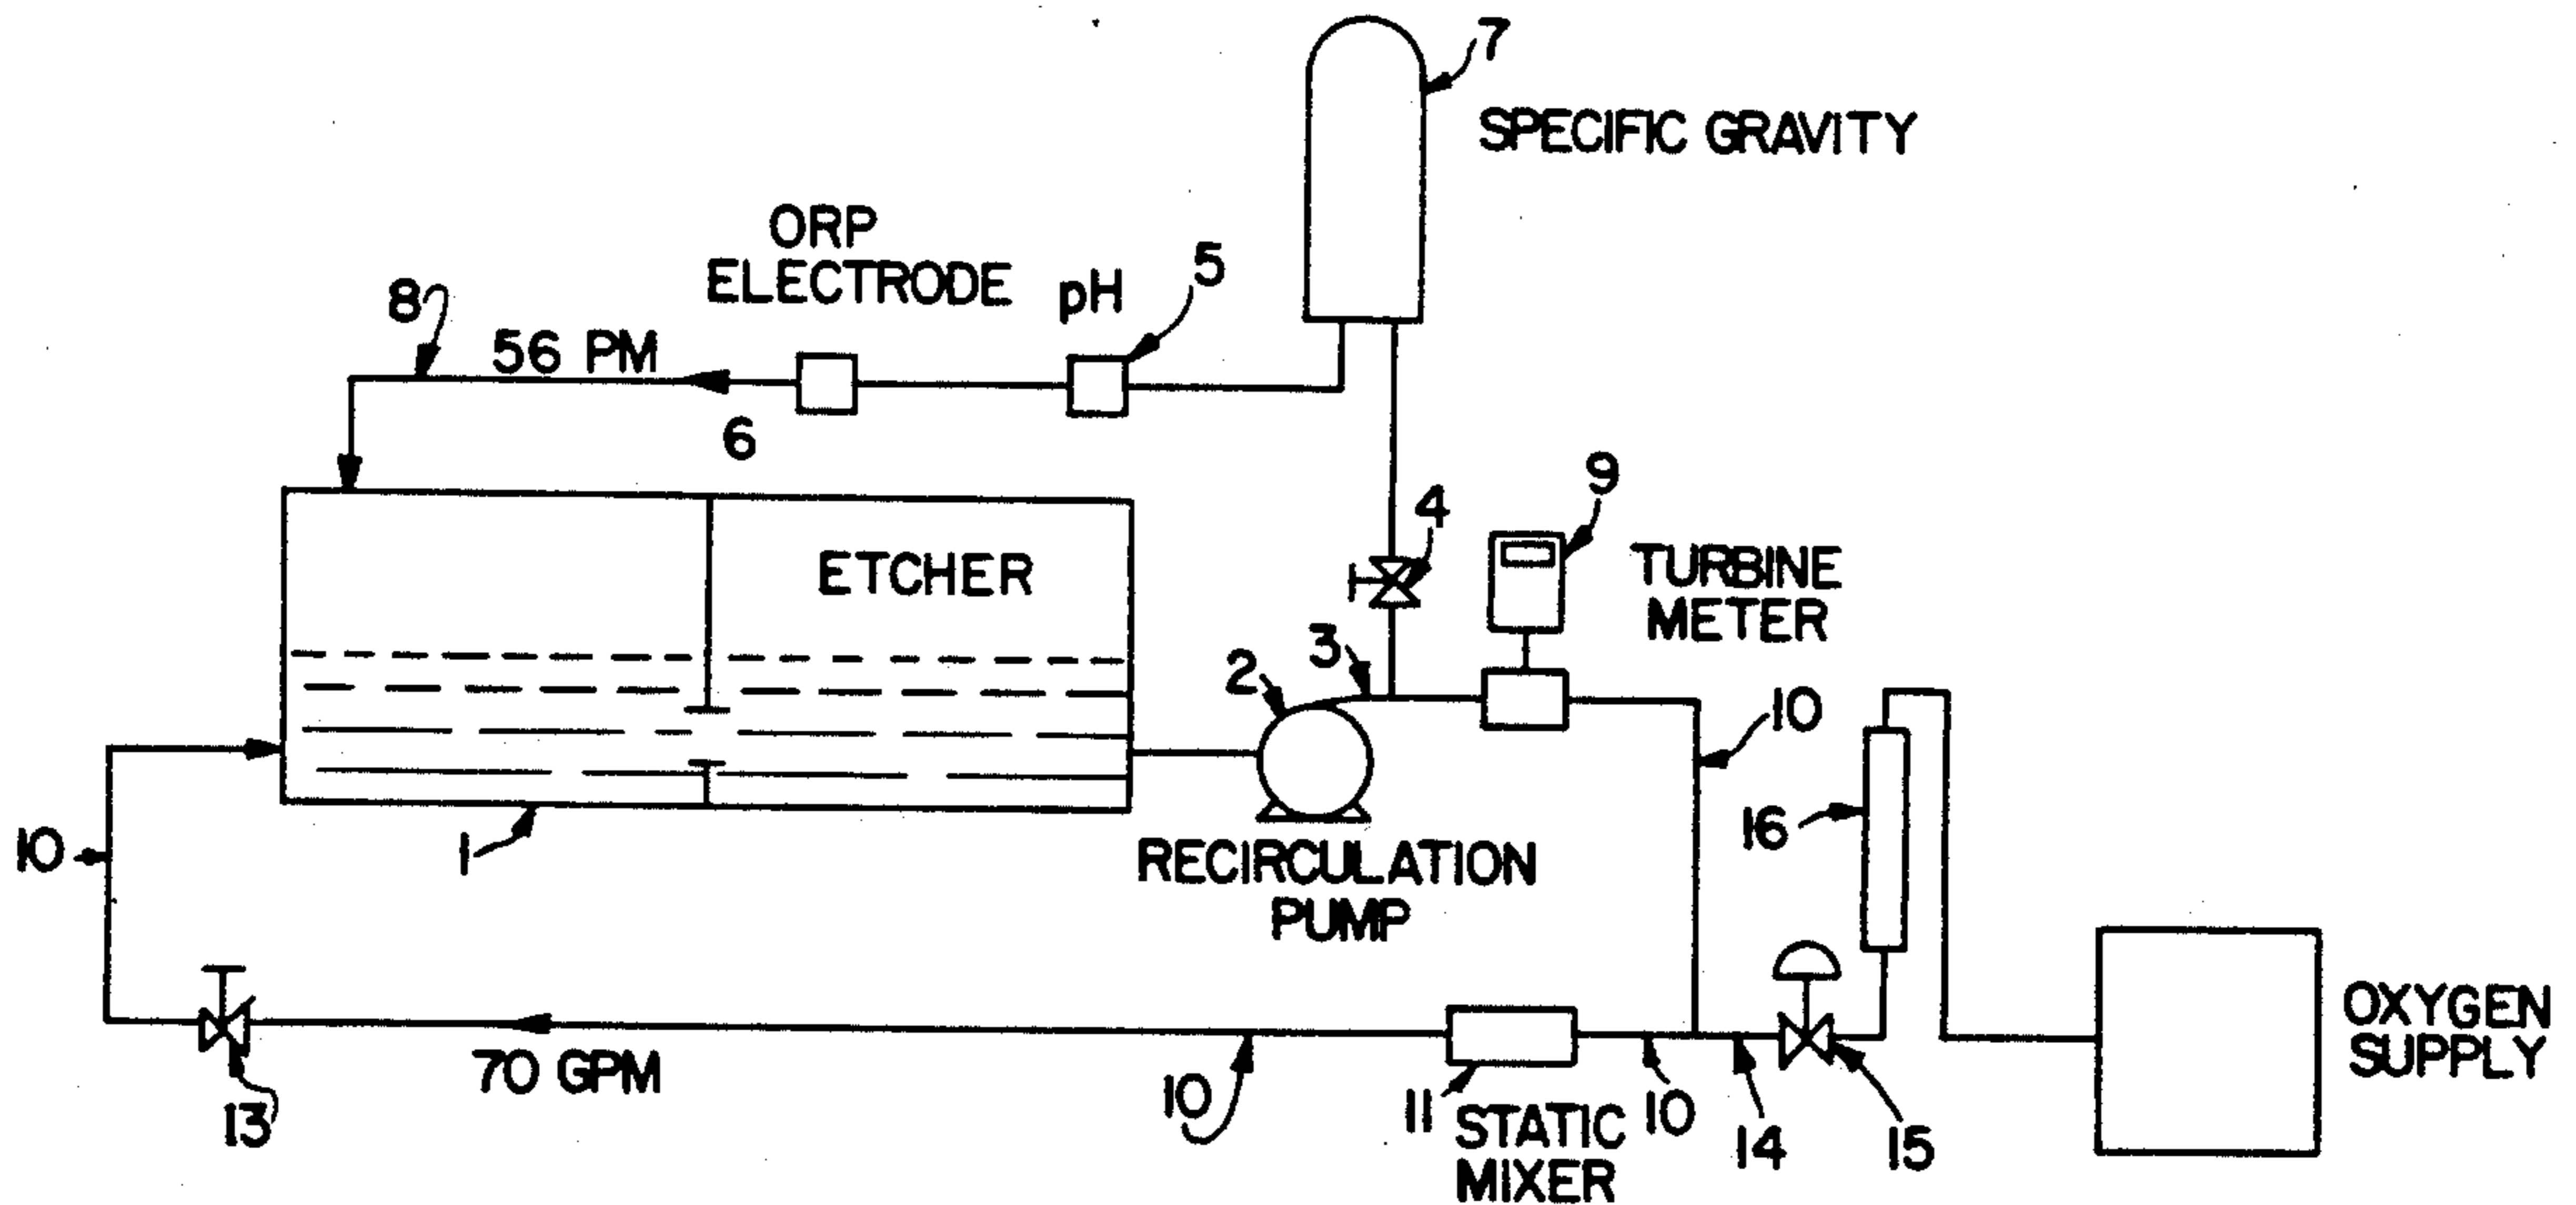 7
SPECIFIC GRAVITY
ORP
ELECTRODE
pH
5
8
56 PM
6
9
4
ETCHER
TURBINE
METER
3
2
10
16
10
1
RECIRCULATION
PUMP
OXYGEN
SUPPLY
70 GPM
13
10
11
STATIC
MIXER
10
14
15